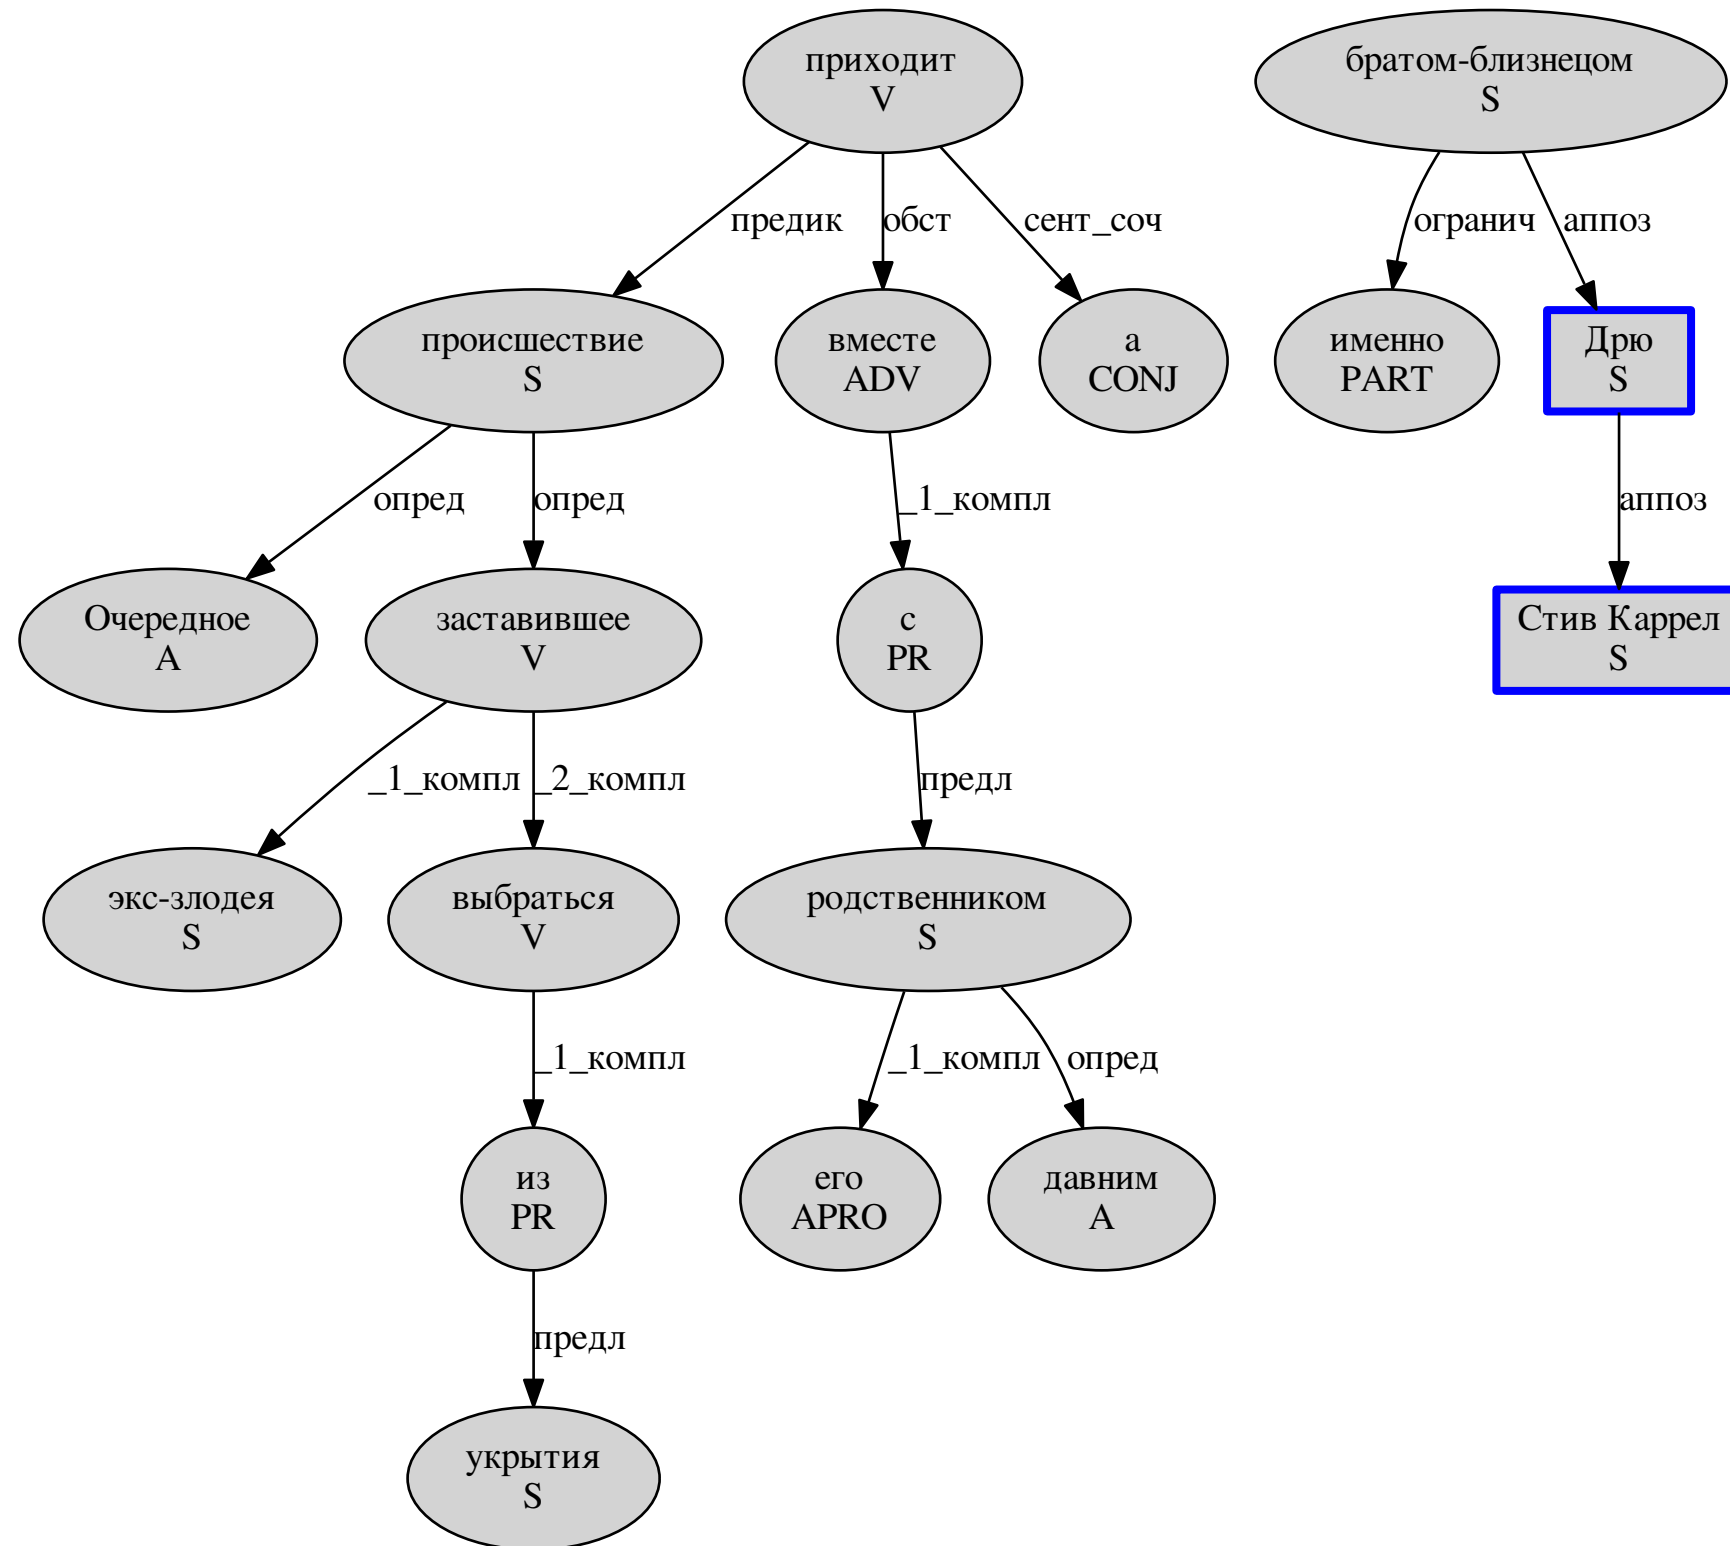 приходит
V
братом-близнецом
S
предик
обст
сент_соч
огранич
аппоз
происшествие
S
вместе
ADV
а
CONJ
именно
PART
Дрю
S
опред
опред
_1_компл
аппоз
Очередное
A
заставившее
V
с
PR
Стив Каррел
S
_1_компл
_2_компл
предл
экс-злодея
S
выбраться
V
родственником
S
_1_компл
_1_компл
опред
из
PR
его
APRO
давним
A
предл
укрытия
S